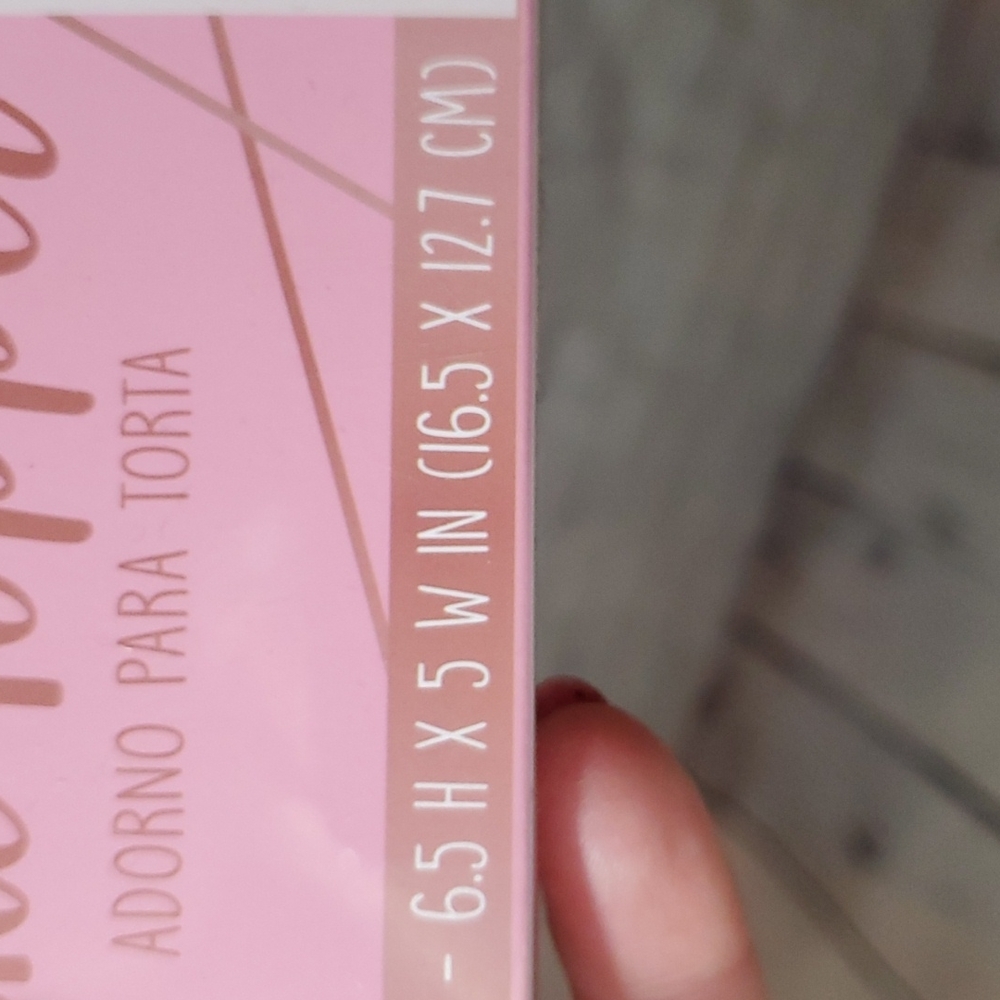 ADORNO PARA TORTA
- 6.5 H X 5 W IN (16.5 X 12.7 CM)